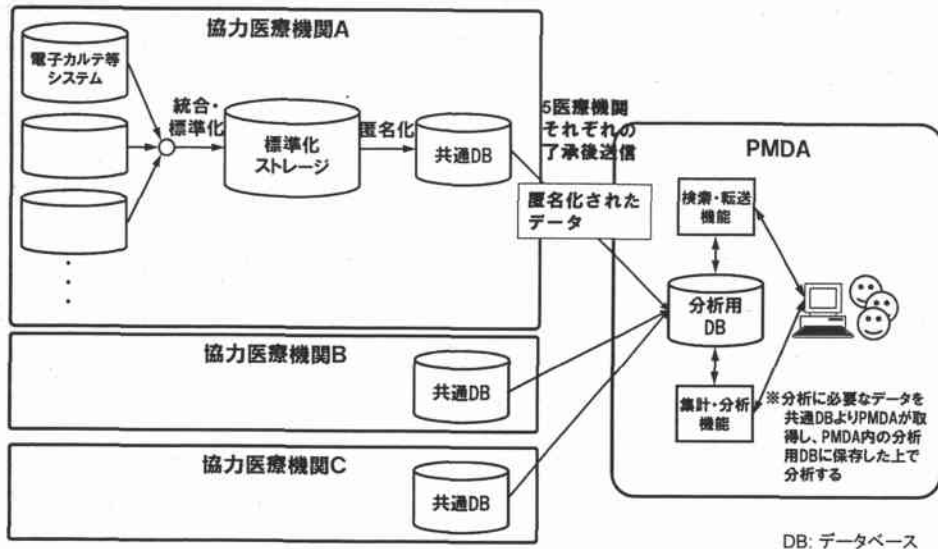 協力医療機関A
電子カルテ等
システム
統合・
標準化
標準化
ストレージ
匿名化
共通DB
5医療機関
それぞれの
了承後送信
匿名化された
データ
協力医療機関B
共通DB
協力医療機関C
共通DB
PMDA
検索・転送
機能
分析用
DB
集計・分析
機能
※分析に必要なデータを
共通DBよりPMDAが取
得し、PMDA内の分析
用DBに保存した上で
分析する
DB: データベース